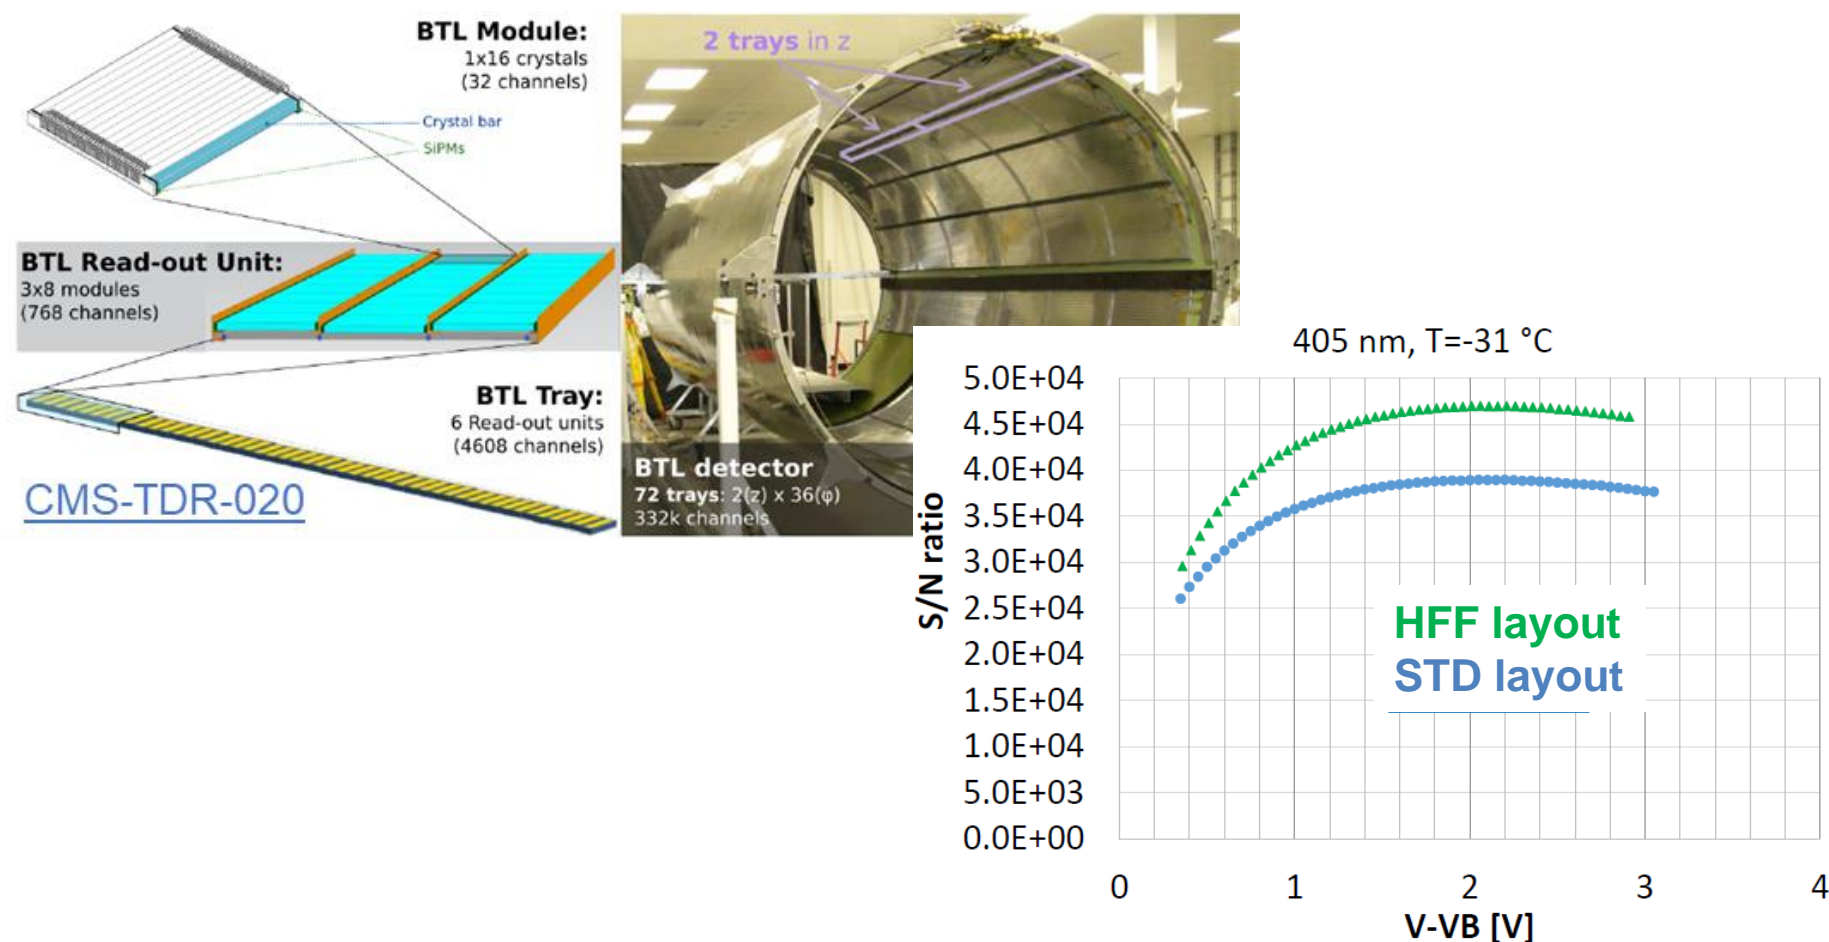 BTL Module:
1x16 crystals
(32 channels)
Crystal bar
SiPMs
BTL Read-out Unit:
3x8 modules
(768 channels)
BTL Tray:
6 Read-out units
(4608 channels)
CMS-TDR-020
2 trays in z
BTL detector
72 trays: 2(z) x 36(φ)
332k channels
405 nm, T=-31 °C
S/N ratio
5.0E+04
4.5E+04
4.0E+04
3.5E+04
3.0E+04
2.5E+04
2.0E+04
1.5E+04
1.0E+04
5.0E+03
0.0E+00
HFF layout
STD layout
0 1 2 3 4
V-VB [V]